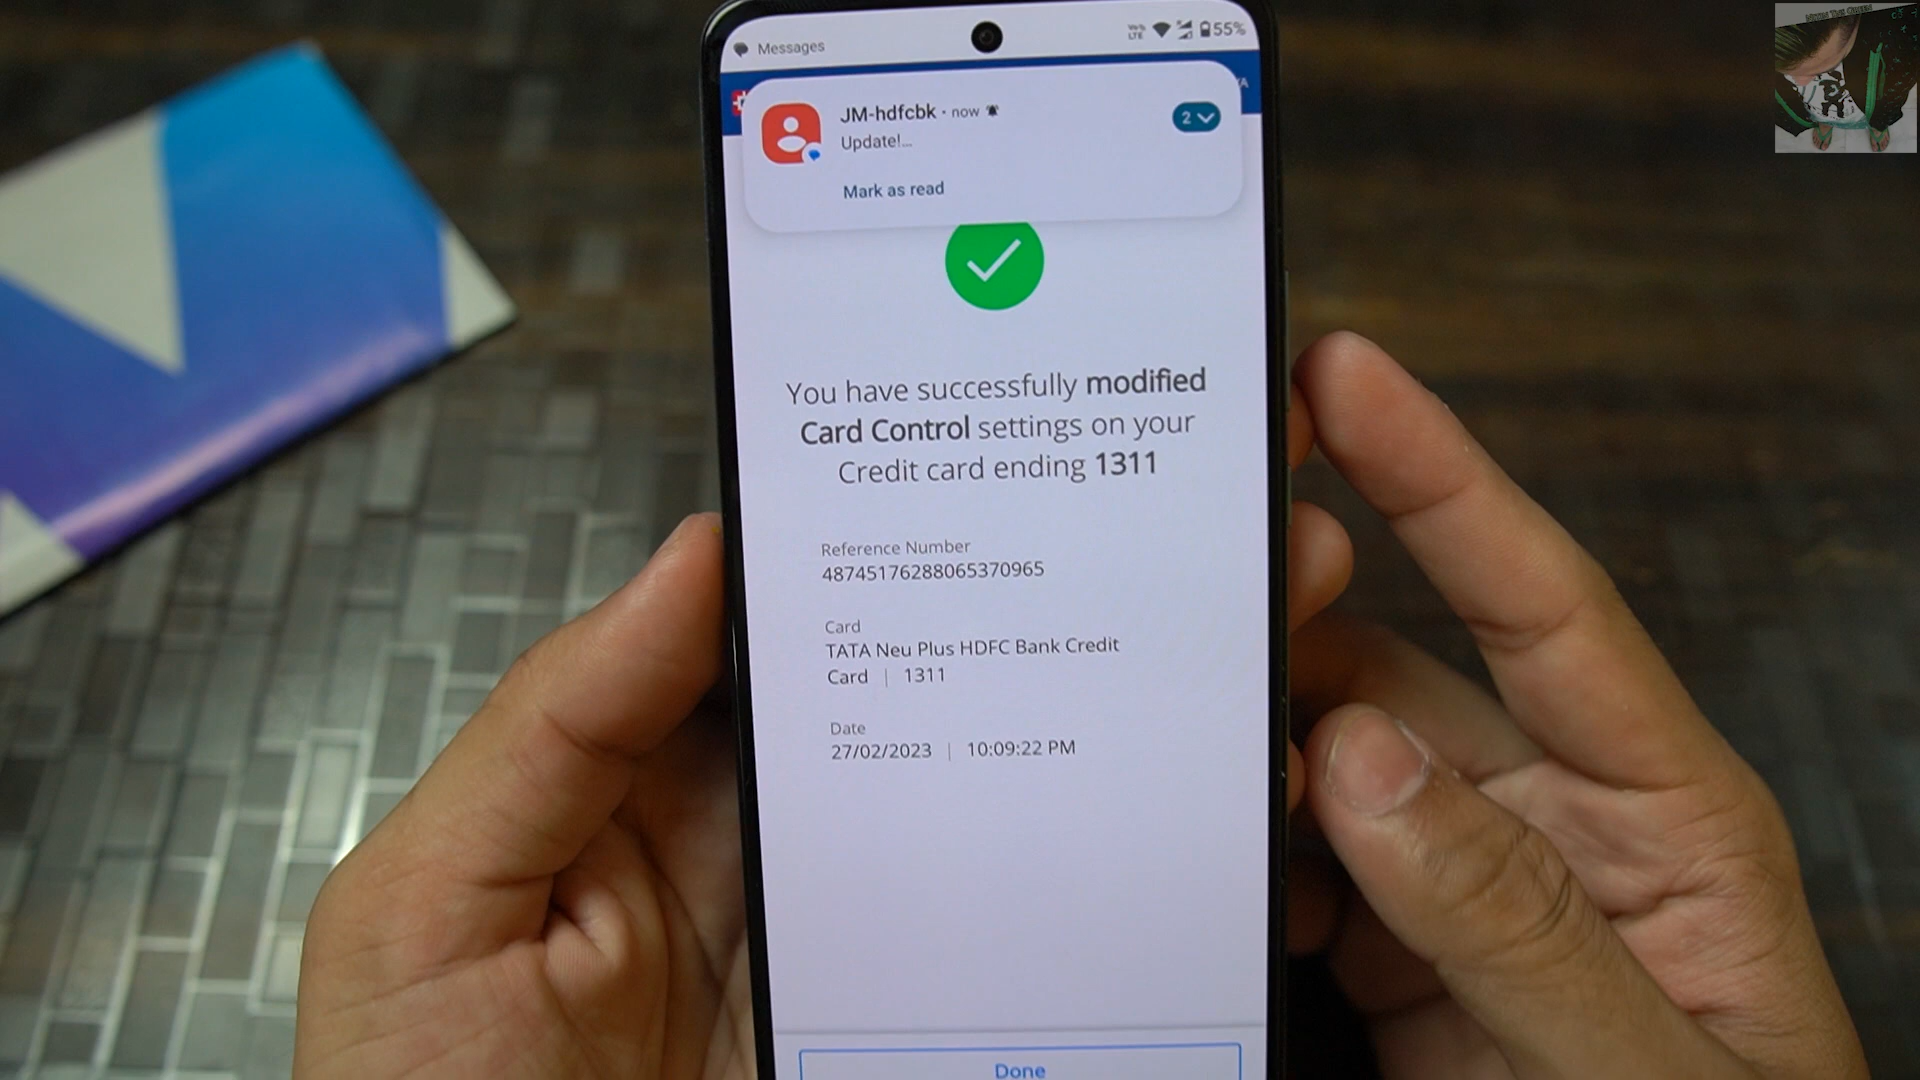 Messages
55%
JM-hdfcbk · now
2
Update!...
Mark as read
You have successfully modified
Card Control settings on your
Credit card ending 1311
Reference Number
48745176288065370965
Card
TATA Neu Plus HDFC Bank Credit
Card | 1311
Date
27/02/2023 | 10:09:22 PM
Done